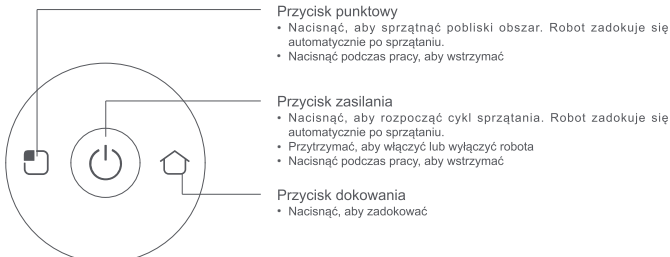 Przycisk punktowy
• Nacisnąć, aby sprzątnąć pobliski obszar. Robot zadokuje się
automatycznie po sprzątaniu.
• Nacisnąć podczas pracy, aby wstrzymać
Przycisk zasilania
• Nacisnąć, aby rozpocząć cykl sprzątania. Robot zadokuje się
automatycznie po sprzątaniu.
• Przytrzymać, aby włączyć lub wyłączyć robota
• Nacisnąć podczas pracy, aby wstrzymać
Przycisk dokowania
• Nacisnąć, aby zadokować